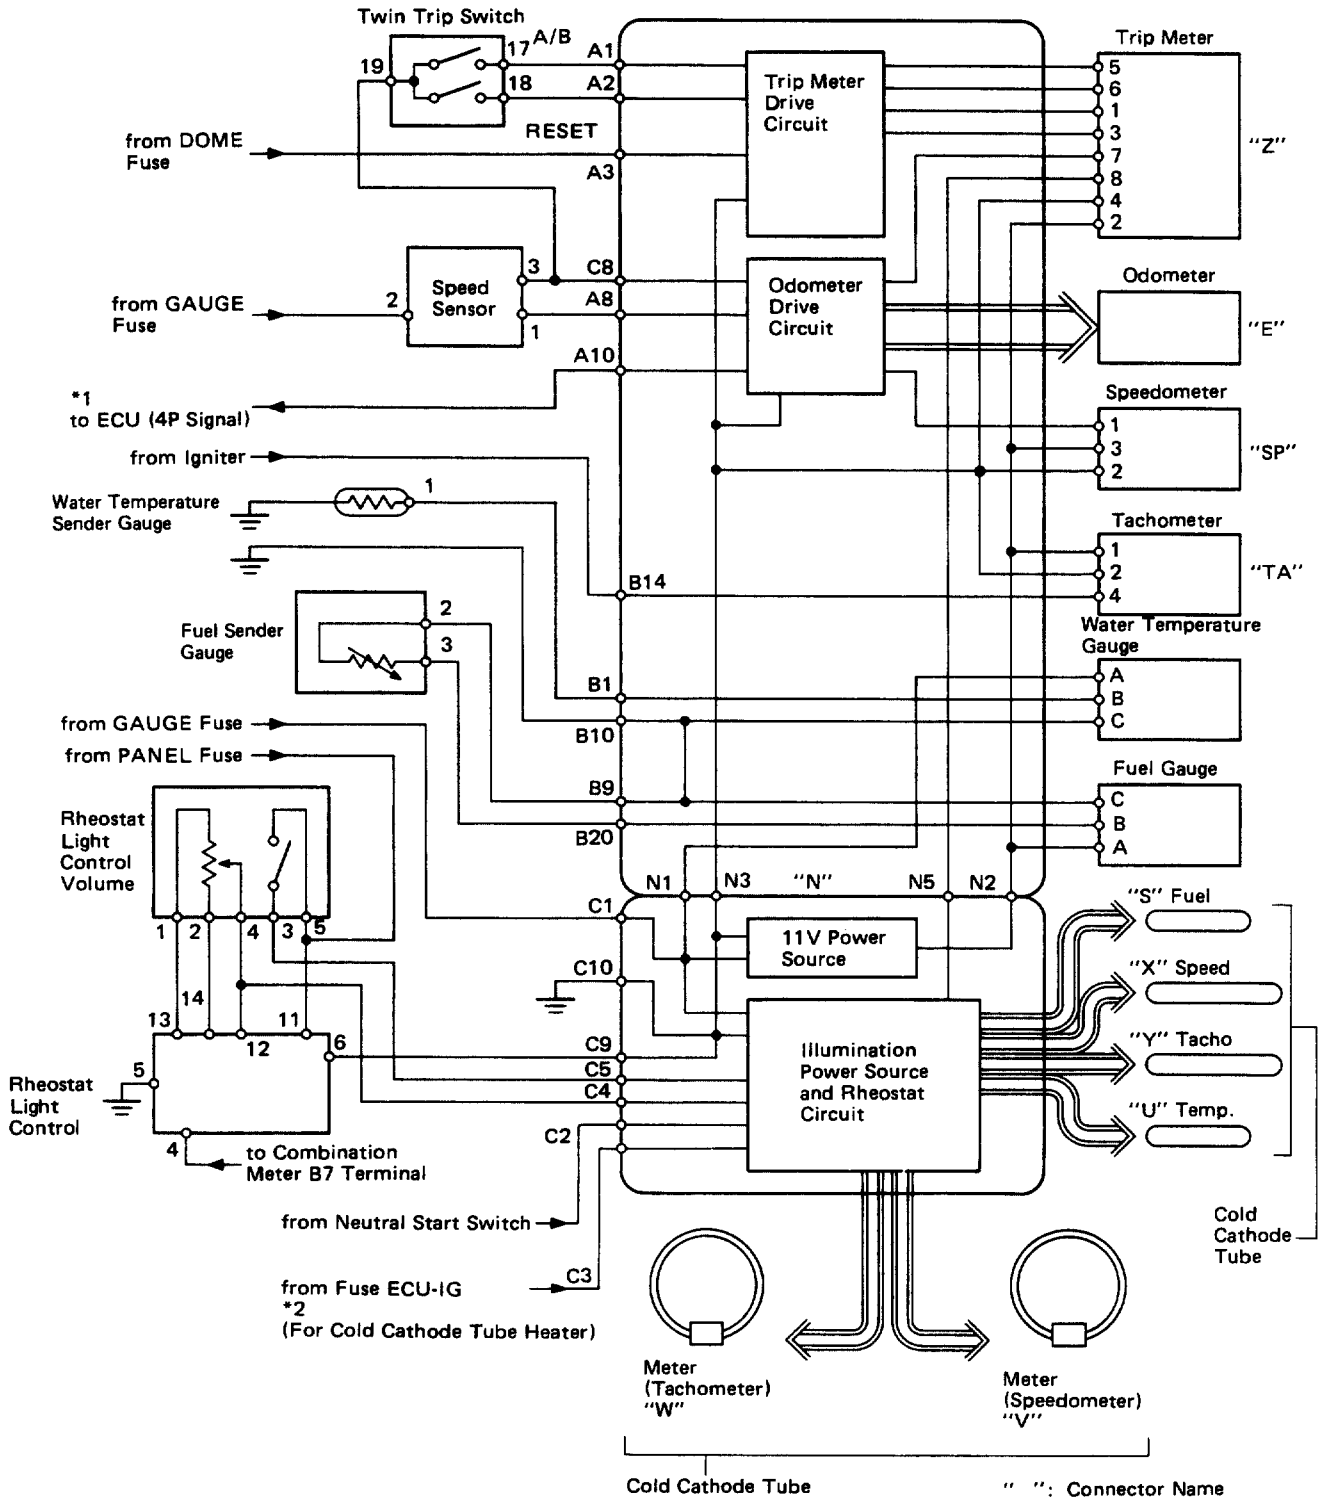 Twin Trip Switch
19
17
A/B
18
RESET
A1
A2
A3
from DOME
Fuse
Trip Meter
Drive
Circuit
Trip Meter
5
6
1
3
7
8
4
2
"Z"
Speed
Sensor
3
2
1
from GAUGE
Fuse
C8
A8
A10
Odometer
Drive
Circuit
Odometer
"E"
*1
to ECU (4P Signal)
from Igniter
Speedometer
1
3
2
"SP"
Water Temperature
Sender Gauge
1
Tachometer
1
2
4
"TA"
B14
Fuel Sender
Gauge
2
3
Water Temperature
Gauge
A
B
C
B1
B10
from GAUGE Fuse
from PANEL Fuse
Fuel Gauge
C
B
A
B9
B20
Rheostat
Light
Control
Volume
1
2
4
3
5
N1
N3
"N"
N5
N2
C1
11V Power
Source
"S" Fuel
C10
"X" Speed
14
13
11
12
6
5
4
Rheostat
Light
Control
C9
C5
C4
C2
Illumination
Power Source
and Rheostat
Circuit
"Y" Tacho
"U" Temp.
to Combination
Meter B7 Terminal
from Neutral Start Switch
Cold
Cathode
Tube
C3
from Fuse ECU-IG
*2
(For Cold Cathode Tube Heater)
Meter
(Tachometer)
"W"
Meter
(Speedometer)
"V"
Cold Cathode Tube
" ": Connector Name